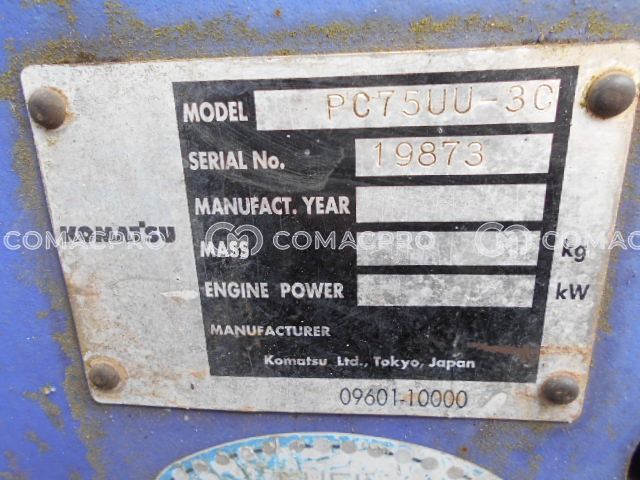 MODEL PC75UU-3C
SERIAL No. 19873
MANUFACT. YEAR
KOMATSU
COMACPRO COMACPRO COMACPRO
MASS kg
ENGINE POWER kW
MANUFACTURER
Komatsu Ltd., Tokyo, Japan
09601-10000